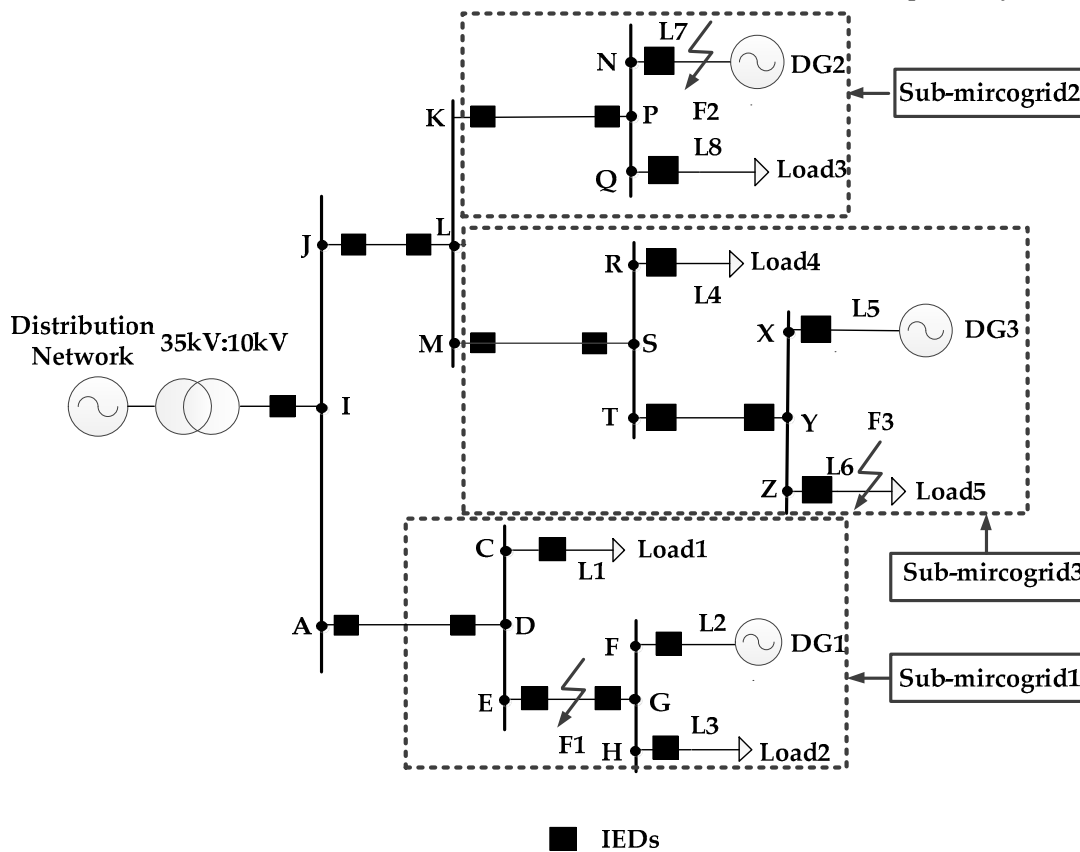 L7
N
DG2
Sub-mircogrid2
K
P
F2
L8
Q
Load3
L
J
R
Load4
L4
L5
X
DG3
Distribution
Network
35kV:10kV
M
S
I
T
Y
F3
L6
Z
Load5
C
Load1
L1
Sub-mircogrid3
A
D
L2
F
DG1
Sub-mircogrid1
E
G
L3
F1
H
Load2
IEDs